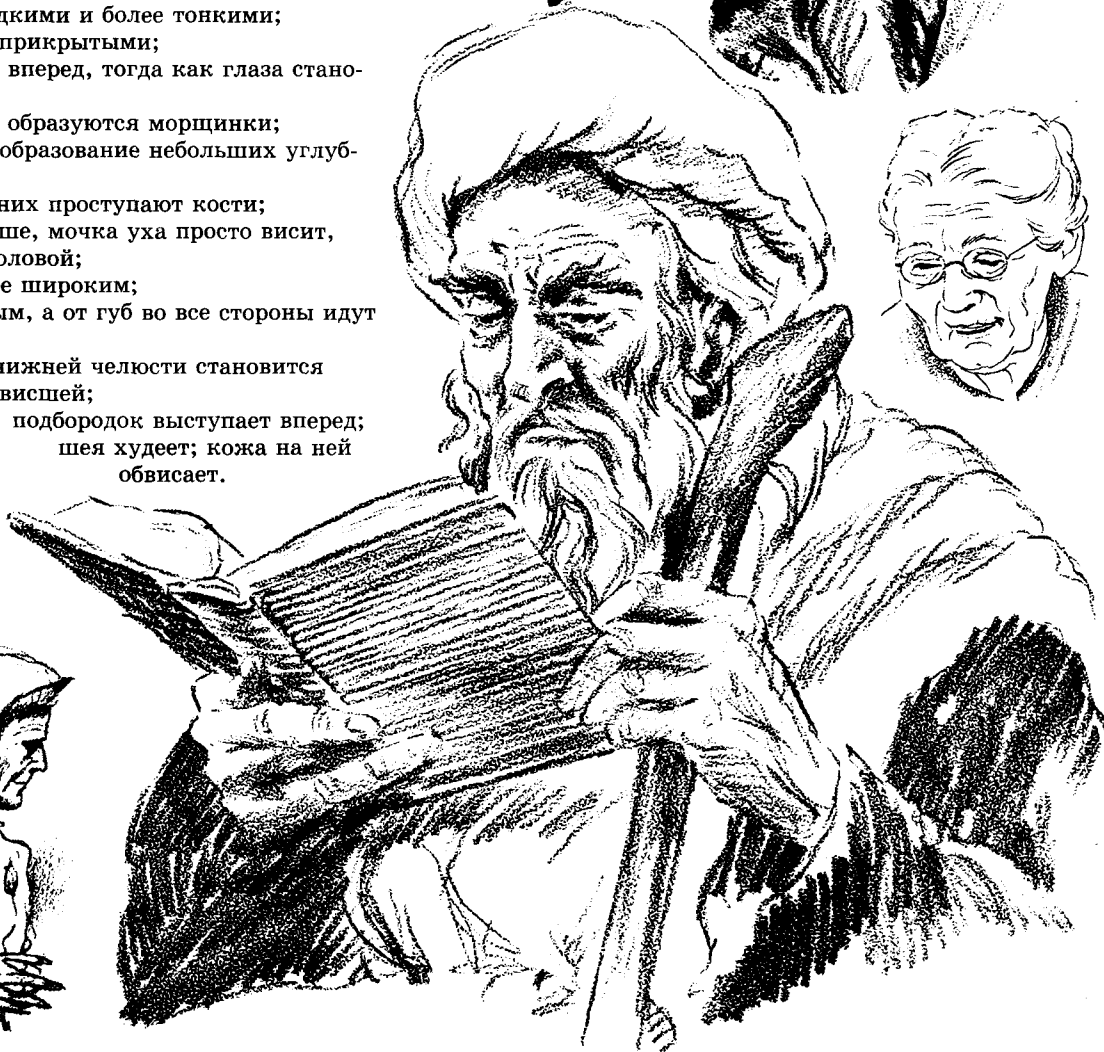 дкими и более тонкими;
прикрытыми;
вперед, тогда как глаза стано-
образуются морщинки;
образование небольших углуб-
них проступают кости;
ше, мочка уха просто висит,
оловой;
е широким;
ым, а от губ во все стороны идут
нижней челюсти становится
висшей;
подбородок выступает вперед;
шея худеет; кожа на ней
обвисает.